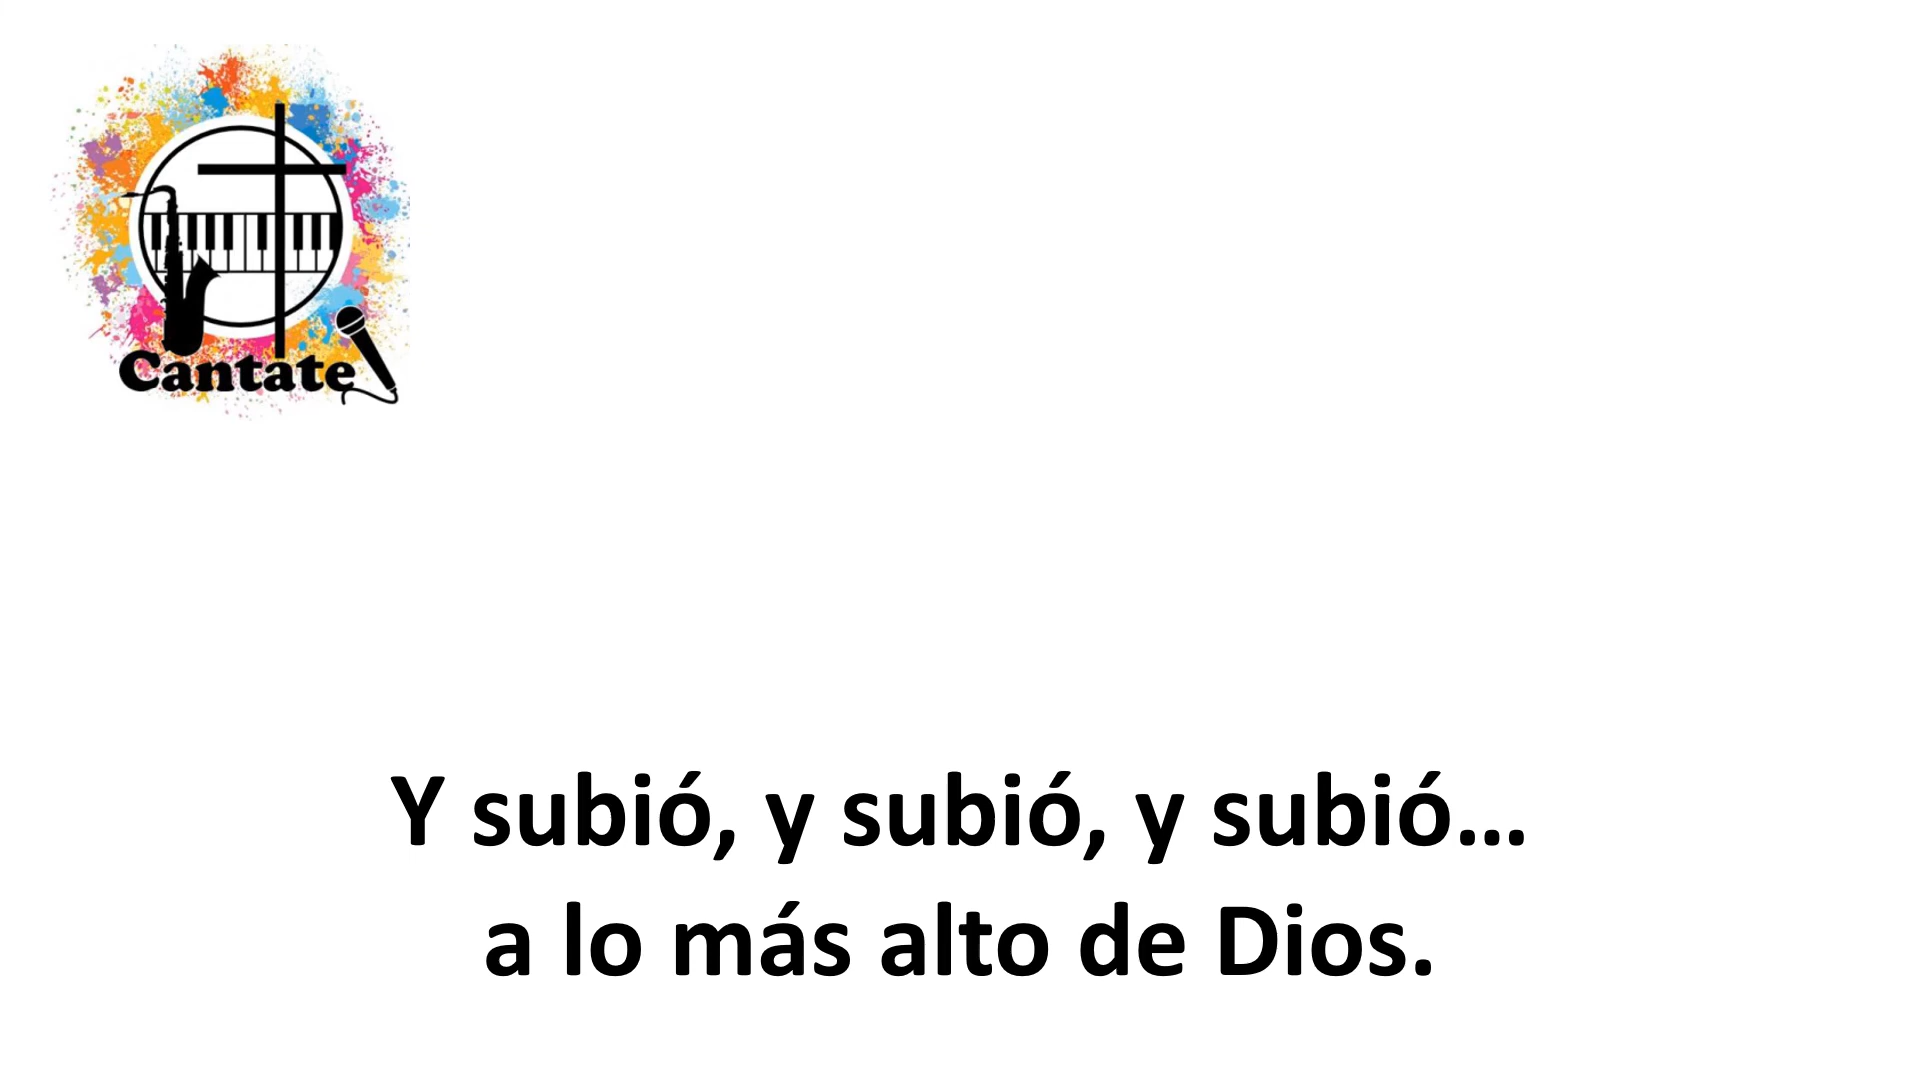 Cantate
Y subió, y subió, y subió…
a lo más alto de Dios.